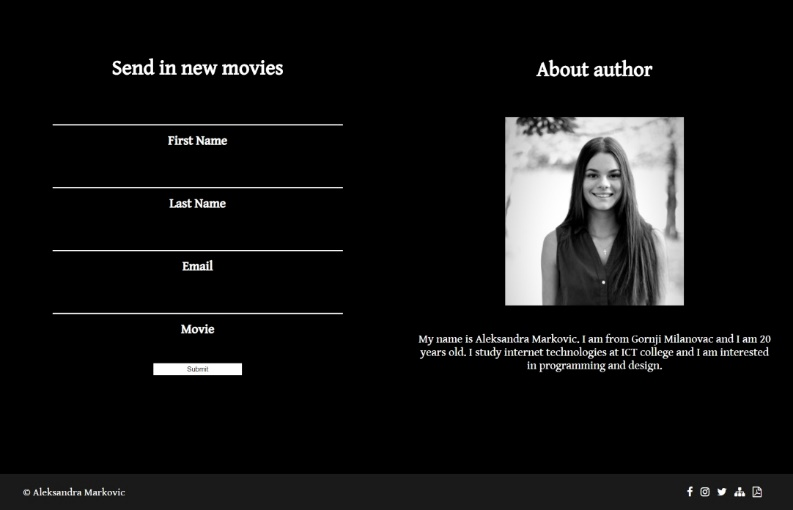 Send in new movies
First Name
Last Name
Email
Movie
Submit
About author
My name is Aleksandra Markovic. I am from Gornji Milanovac and I am 20
years old. I study internet technologies at ICT college and I am interested
in programming and design.
© Aleksandra Markovic